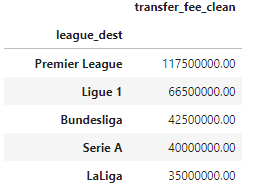 transfer_fee_clean
league_dest
Premier League 117500000.00
Ligue 1 66500000.00
Bundesliga 42500000.00
Serie A 40000000.00
LaLiga 35000000.00